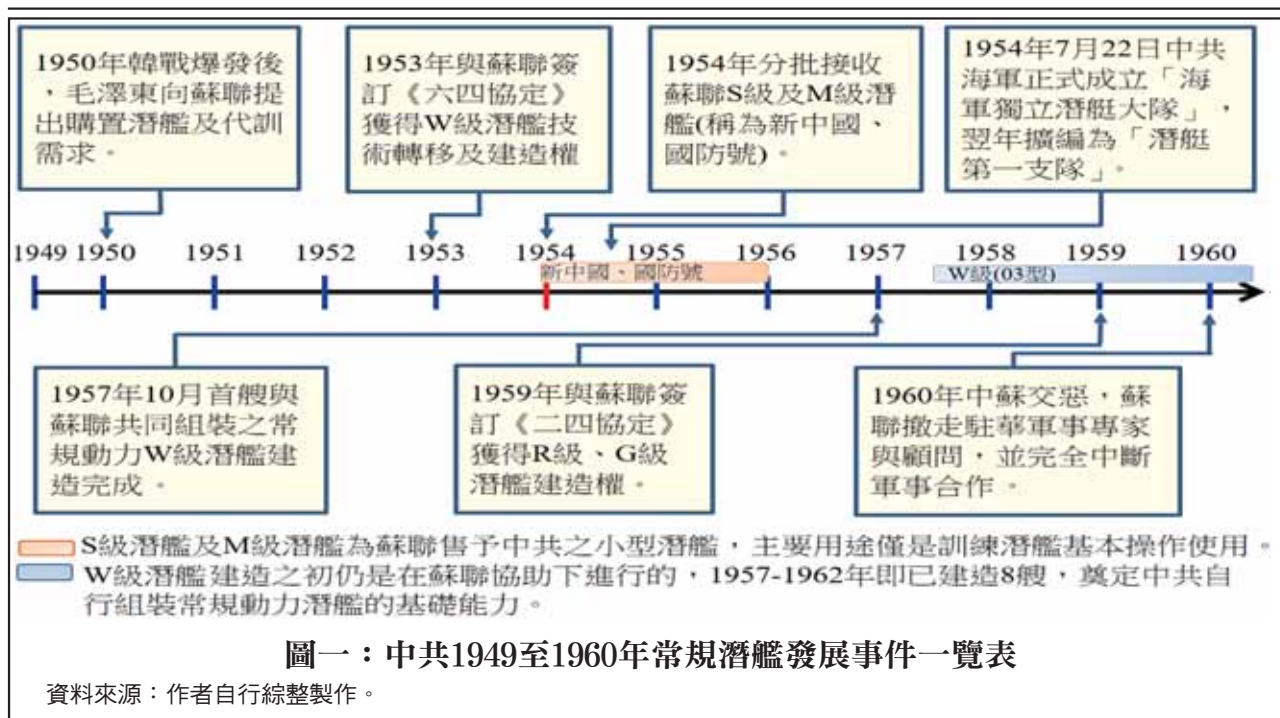 1950年韓戰爆發後
，毛澤東向蘇聯提
出購置潛艦及代訓
需求。
1953年與蘇聯簽
訂《六四協定》
獲得W級潛艦技
術轉移及建造權
1954年分批接收
蘇聯S級及M級潛
艦(稱為新中國、
國防號)。
1954年7月22日中共
海軍正式成立「海
軍獨立潛艇大隊」，
翌年擴編為「潛艇
第一支隊」。
1949 1950 1951 1952 1953 1954 1955 1956 1957 1958 1959 1960
新中國、國防號
W級(03型)
1957年10月首艘與
蘇聯共同組裝之常
規動力W級潛艦建
造完成。
1959年與蘇聯簽
訂《二四協定》
獲得R級、G級
潛艦建造權。
1960年中蘇交惡，蘇
聯撤走駐華軍事專家
與顧問，並完全中斷
軍事合作。
S級潛艦及M級潛艦為蘇聯售予中共之小型潛艦，主要用途僅是訓練潛艦基本操作使用。
W級潛艦建造之初仍是在蘇聯協助下進行的，1957-1962年即已建造8艘，奠定中共自
行組裝常規動力潛艦的基礎能力。
圖一：中共1949至1960年常規潛艦發展事件一覽表
資料來源：作者自行綜整製作。